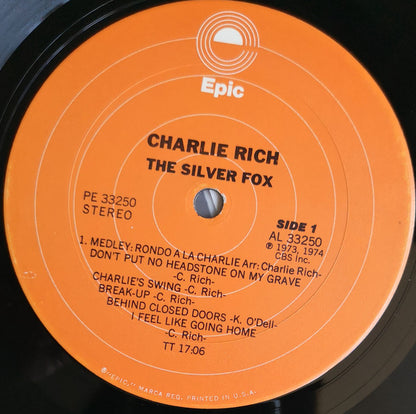 Epic
CHARLIE RICH
THE SILVER FOX
PE 33250
STEREO
SIDE 1
AL 33250
℗ 1973, 1974
CBS Inc.
1. MEDLEY: RONDO A LA CHARLIE Arr: Charlie Rich-
DON'T PUT NO HEADSTONE ON MY GRAVE
-C. Rich-
CHARLIE'S SWING -C. Rich-
BREAK-UP -C. Rich-
BEHIND CLOSED DOORS -K. O'Dell-
I FEEL LIKE GOING HOME
-C. Rich-
TT 17:06
®-"EPIC," MARCA REG. PRINTED IN U.S.A.